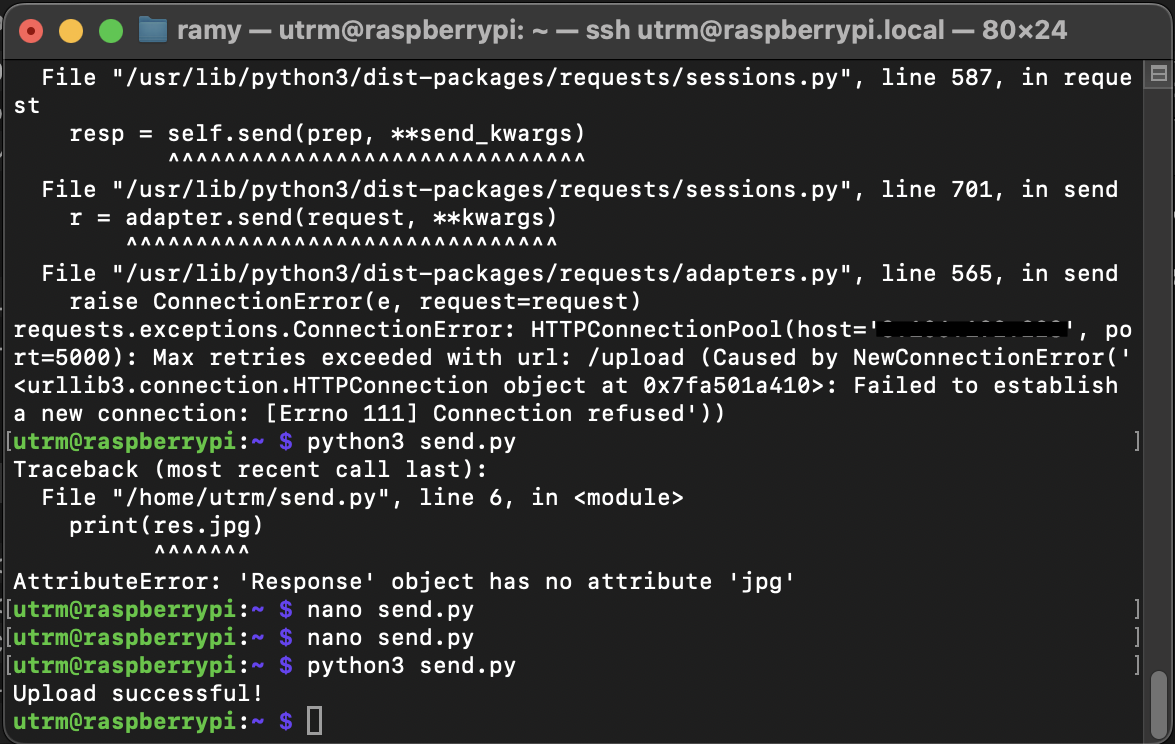 ramy — utrm@raspberrypi: ~ — ssh utrm@raspberrypi.local — 80×24
  File "/usr/lib/python3/dist-packages/requests/sessions.py", line 587, in reque
st
    resp = self.send(prep, **send_kwargs)
           ^^^^^^^^^^^^^^^^^^^^^^^^^^^^^^
  File "/usr/lib/python3/dist-packages/requests/sessions.py", line 701, in send
    r = adapter.send(request, **kwargs)
        ^^^^^^^^^^^^^^^^^^^^^^^^^^^^^^^
  File "/usr/lib/python3/dist-packages/requests/adapters.py", line 565, in send
    raise ConnectionError(e, request=request)
requests.exceptions.ConnectionError: HTTPConnectionPool(host='', po
rt=5000): Max retries exceeded with url: /upload (Caused by NewConnectionError('
<urllib3.connection.HTTPConnection object at 0x7fa501a410>: Failed to establish
a new connection: [Errno 111] Connection refused'))
[utrm@raspberrypi:~ $ python3 send.py ]
Traceback (most recent call last):
  File "/home/utrm/send.py", line 6, in <module>
    print(res.jpg)
          ^^^^^^^
AttributeError: 'Response' object has no attribute 'jpg'
[utrm@raspberrypi:~ $ nano send.py ]
[utrm@raspberrypi:~ $ nano send.py ]
[utrm@raspberrypi:~ $ python3 send.py ]
Upload successful!
utrm@raspberrypi:~ $